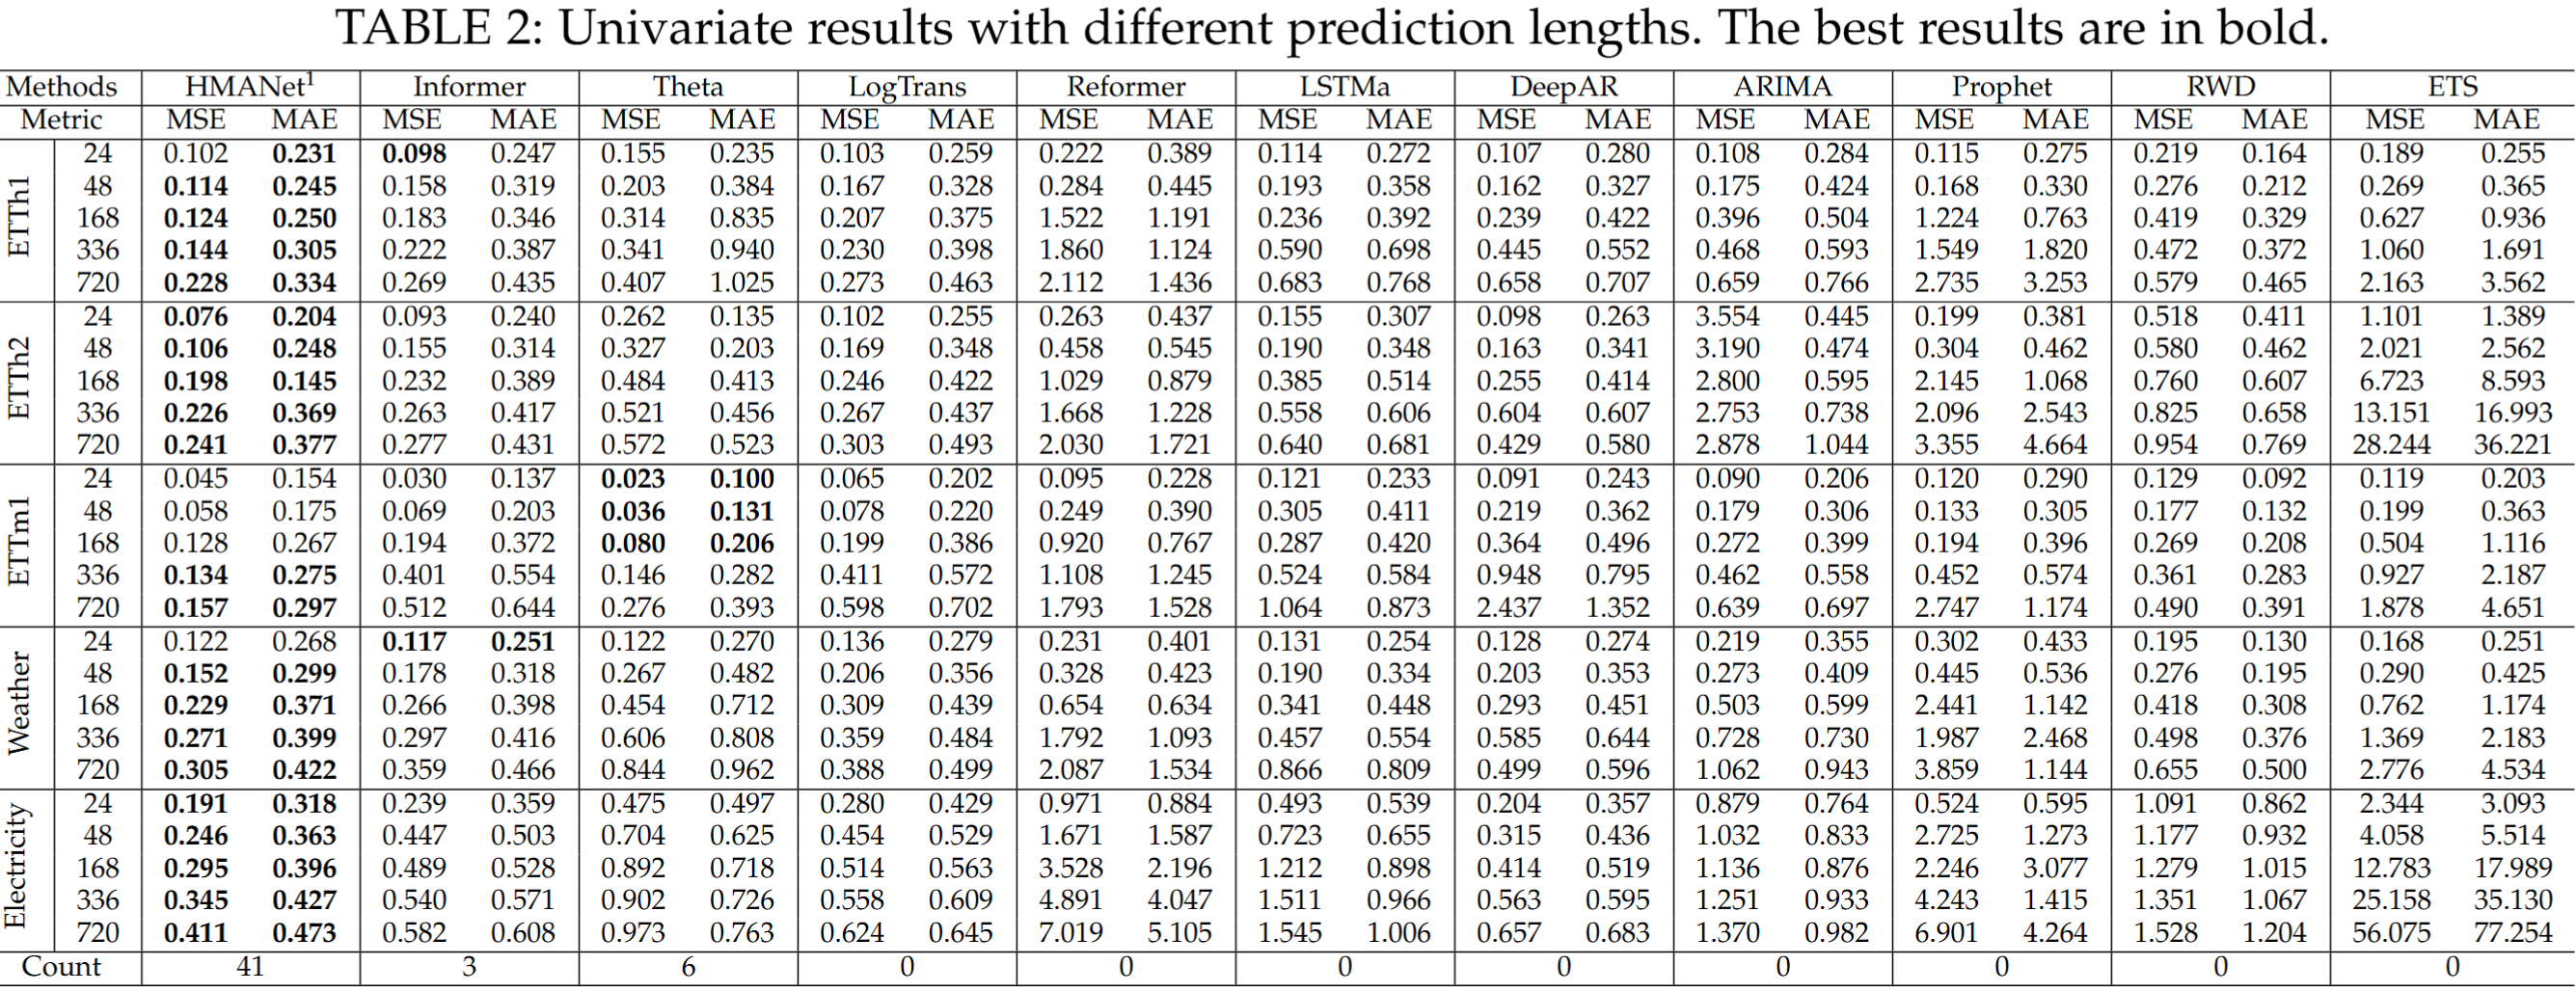 TABLE 2: Univariate results with different prediction lengths. The best results are in bold.
Methods HMANet¹ Informer Theta LogTrans Reformer LSTMa DeepAR ARIMA Prophet RWD ETS
Metric MSE MAE MSE MAE MSE MAE MSE MAE MSE MAE MSE MAE MSE MAE MSE MAE MSE MAE MSE MAE MSE MAE
ETTh1
24 0.102 0.231 0.098 0.247 0.155 0.235 0.103 0.259 0.222 0.389 0.114 0.272 0.107 0.280 0.108 0.284 0.115 0.275 0.219 0.164 0.189 0.255
48 0.114 0.245 0.158 0.319 0.203 0.384 0.167 0.328 0.284 0.445 0.193 0.358 0.162 0.327 0.175 0.424 0.168 0.330 0.276 0.212 0.269 0.365
168 0.124 0.250 0.183 0.346 0.314 0.835 0.207 0.375 1.522 1.191 0.236 0.392 0.239 0.422 0.396 0.504 1.224 0.763 0.419 0.329 0.627 0.936
336 0.144 0.305 0.222 0.387 0.341 0.940 0.230 0.398 1.860 1.124 0.590 0.698 0.445 0.552 0.468 0.593 1.549 1.820 0.472 0.372 1.060 1.691
720 0.228 0.334 0.269 0.435 0.407 1.025 0.273 0.463 2.112 1.436 0.683 0.768 0.658 0.707 0.659 0.766 2.735 3.253 0.579 0.465 2.163 3.562
ETTh2
24 0.076 0.204 0.093 0.240 0.262 0.135 0.102 0.255 0.263 0.437 0.155 0.307 0.098 0.263 3.554 0.445 0.199 0.381 0.518 0.411 1.101 1.389
48 0.106 0.248 0.155 0.314 0.327 0.203 0.169 0.348 0.458 0.545 0.190 0.348 0.163 0.341 3.190 0.474 0.304 0.462 0.580 0.462 2.021 2.562
168 0.198 0.145 0.232 0.389 0.484 0.413 0.246 0.422 1.029 0.879 0.385 0.514 0.255 0.414 2.800 0.595 2.145 1.068 0.760 0.607 6.723 8.593
336 0.226 0.369 0.263 0.417 0.521 0.456 0.267 0.437 1.668 1.228 0.558 0.606 0.604 0.607 2.753 0.738 2.096 2.543 0.825 0.658 13.151 16.993
720 0.241 0.377 0.277 0.431 0.572 0.523 0.303 0.493 2.030 1.721 0.640 0.681 0.429 0.580 2.878 1.044 3.355 4.664 0.954 0.769 28.244 36.221
ETTm1
24 0.045 0.154 0.030 0.137 0.023 0.100 0.065 0.202 0.095 0.228 0.121 0.233 0.091 0.243 0.090 0.206 0.120 0.290 0.129 0.092 0.119 0.203
48 0.058 0.175 0.069 0.203 0.036 0.131 0.078 0.220 0.249 0.390 0.305 0.411 0.219 0.362 0.179 0.306 0.133 0.305 0.177 0.132 0.199 0.363
168 0.128 0.267 0.194 0.372 0.080 0.206 0.199 0.386 0.920 0.767 0.287 0.420 0.364 0.496 0.272 0.399 0.194 0.396 0.269 0.208 0.504 1.116
336 0.134 0.275 0.401 0.554 0.146 0.282 0.411 0.572 1.108 1.245 0.524 0.584 0.948 0.795 0.462 0.558 0.452 0.574 0.361 0.283 0.927 2.187
720 0.157 0.297 0.512 0.644 0.276 0.393 0.598 0.702 1.793 1.528 1.064 0.873 2.437 1.352 0.639 0.697 2.747 1.174 0.490 0.391 1.878 4.651
Weather
24 0.122 0.268 0.117 0.251 0.122 0.270 0.136 0.279 0.231 0.401 0.131 0.254 0.128 0.274 0.219 0.355 0.302 0.433 0.195 0.130 0.168 0.251
48 0.152 0.299 0.178 0.318 0.267 0.482 0.206 0.356 0.328 0.423 0.190 0.334 0.203 0.353 0.273 0.409 0.445 0.536 0.276 0.195 0.290 0.425
168 0.229 0.371 0.266 0.398 0.454 0.712 0.309 0.439 0.654 0.634 0.341 0.448 0.293 0.451 0.503 0.599 2.441 1.142 0.418 0.308 0.762 1.174
336 0.271 0.399 0.297 0.416 0.606 0.808 0.359 0.484 1.792 1.093 0.457 0.554 0.585 0.644 0.728 0.730 1.987 2.468 0.498 0.376 1.369 2.183
720 0.305 0.422 0.359 0.466 0.844 0.962 0.388 0.499 2.087 1.534 0.866 0.809 0.499 0.596 1.062 0.943 3.859 1.144 0.655 0.500 2.776 4.534
Electricity
24 0.191 0.318 0.239 0.359 0.475 0.497 0.280 0.429 0.971 0.884 0.493 0.539 0.204 0.357 0.879 0.764 0.524 0.595 1.091 0.862 2.344 3.093
48 0.246 0.363 0.447 0.503 0.704 0.625 0.454 0.529 1.671 1.587 0.723 0.655 0.315 0.436 1.032 0.833 2.725 1.273 1.177 0.932 4.058 5.514
168 0.295 0.396 0.489 0.528 0.892 0.718 0.514 0.563 3.528 2.196 1.212 0.898 0.414 0.519 1.136 0.876 2.246 3.077 1.279 1.015 12.783 17.989
336 0.345 0.427 0.540 0.571 0.902 0.726 0.558 0.609 4.891 4.047 1.511 0.966 0.563 0.595 1.251 0.933 4.243 1.415 1.351 1.067 25.158 35.130
720 0.411 0.473 0.582 0.608 0.973 0.763 0.624 0.645 7.019 5.105 1.545 1.006 0.657 0.683 1.370 0.982 6.901 4.264 1.528 1.204 56.075 77.254
Count 41 3 6 0 0 0 0 0 0 0 0